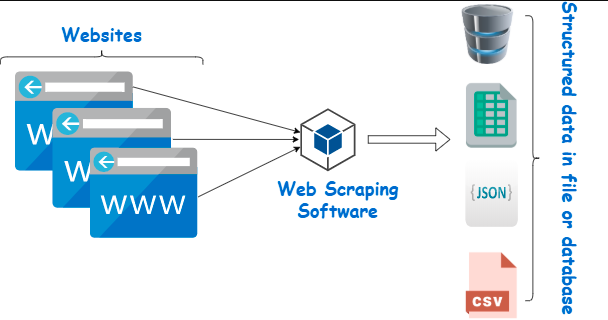 Websites
W
W
WWW
Web Scraping
Software
{JSON}
CSV
Structured data in file or database